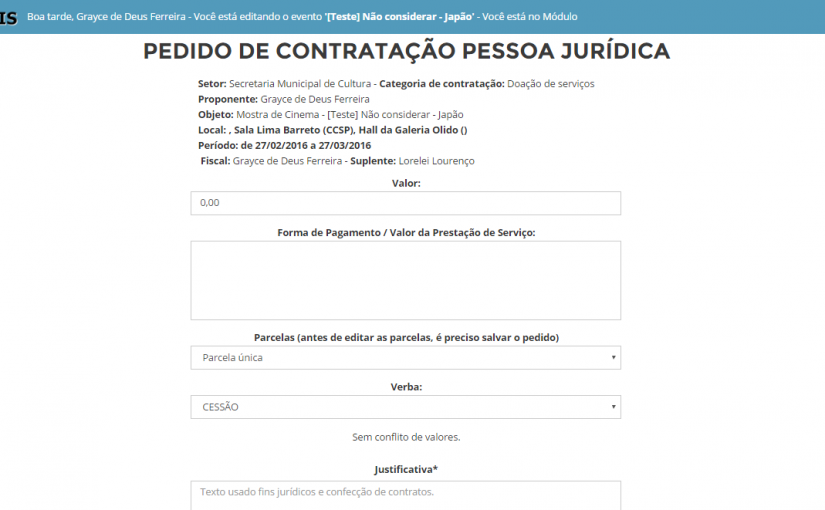 IS Boa tarde, Grayce de Deus Ferreira - Você está editando o evento '[Teste] Não considerar - Japão' - Você está no Módulo
PEDIDO DE CONTRATAÇÃO PESSOA JURÍDICA
Setor: Secretaria Municipal de Cultura - Categoria de contratação: Doação de serviços
Proponente: Grayce de Deus Ferreira
Objeto: Mostra de Cinema - [Teste] Não considerar - Japão
Local: , Sala Lima Barreto (CCSP), Hall da Galeria Olido ()
Período: de 27/02/2016 a 27/03/2016
Fiscal: Grayce de Deus Ferreira - Suplente: Lorelei Lourenço
Valor:
0,00
Forma de Pagamento / Valor da Prestação de Serviço:
Parcelas (antes de editar as parcelas, é preciso salvar o pedido)
Parcela única
Verba:
CESSÃO
Sem conflito de valores.
Justificativa*
Texto usado fins jurídicos e confecção de contratos.